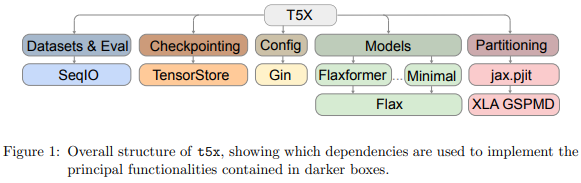 T5X
Datasets & Eval Checkpointing Config Models Partitioning
SeqIO TensorStore Gin Flaxformer ... Minimal jax.pjit
Flax XLA GSPMD
Figure 1: Overall structure of t5x, showing which dependencies are used to implement the
principal functionalities contained in darker boxes.